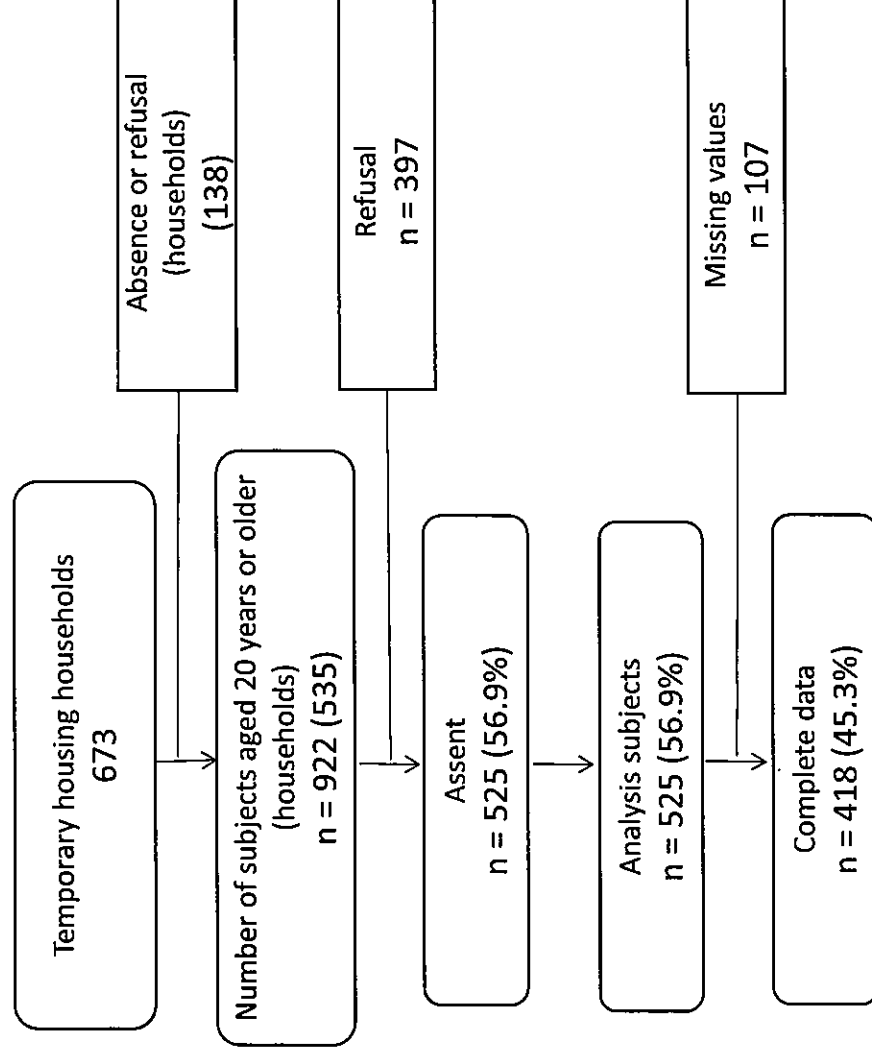 Temporary housing households
673
Absence or refusal
(households)
(138)
Number of subjects aged 20 years or older
(households)
n = 922 (535)
Refusal
n = 397
Assent
n = 525 (56.9%)
Analysis subjects
n = 525 (56.9%)
Missing values
n = 107
Complete data
n = 418 (45.3%)